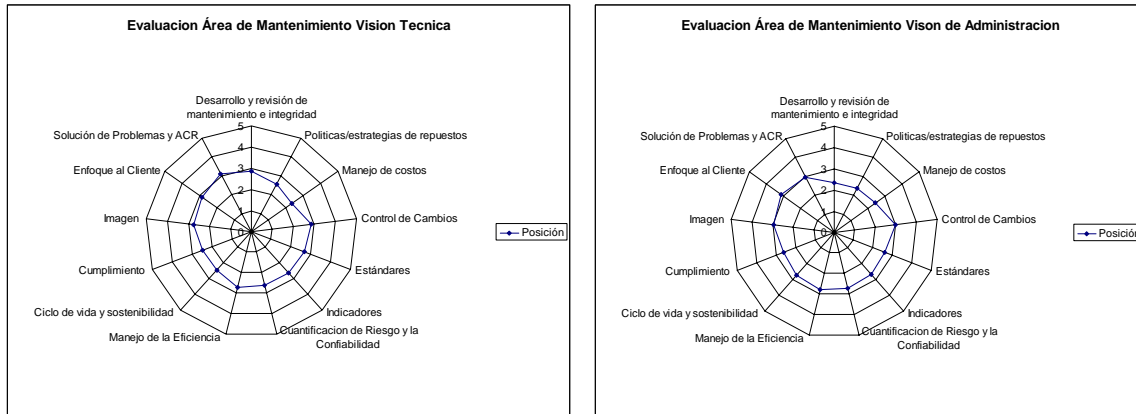 Evaluacion Área de Mantenimiento Vision Tecnica
Desarrollo y revisión de
mantenimiento e integridad
Politicas/estrategias de repuestos
Manejo de costos
Control de Cambios
Estándares
Indicadores
Cuantificacion de Riesgo y la
Confiabilidad
Manejo de la Eficiencia
Ciclo de vida y sostenibilidad
Cumplimiento
Imagen
Enfoque al Cliente
Solución de Problemas y ACR
5
4
3
2
1
0
Posición
Evaluacion Área de Mantenimiento Vison de Administracion
Desarrollo y revisión de
mantenimiento e integridad
Politicas/estrategias de repuestos
Manejo de costos
Control de Cambios
Estándares
Indicadores
Cuantificacion de Riesgo y la
Confiabilidad
Manejo de la Eficiencia
Ciclo de vida y sostenibilidad
Cumplimiento
Imagen
Enfoque al Cliente
Solución de Problemas y ACR
5
4
3
2
1
0
Posición